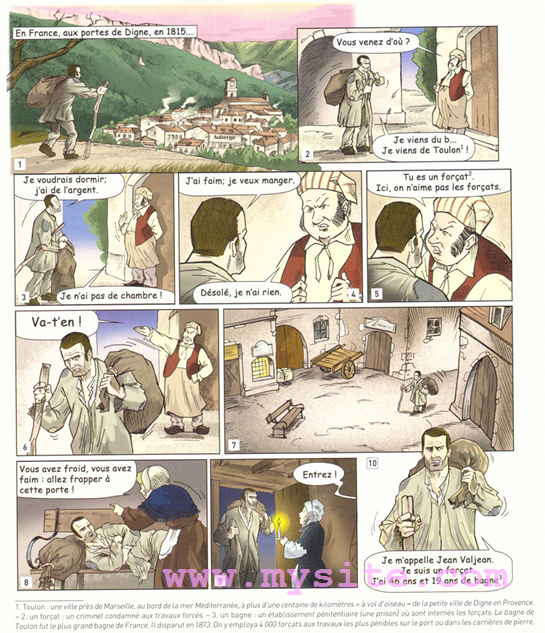 En France, aux portes de Digne, en 1815...
Auberge
1
Vous venez d'où ?
Je viens du b...
Je viens de Toulon¹ !
2
Je voudrais dormir;
j'ai de l'argent.
Je n'ai pas de chambre !
3
J'ai faim; je veux manger.
Désolé, je n'ai rien.
4
Tu es un forçat².
Ici, on n'aime pas les forçats.
5
Va-t'en !
6
7
Vous avez froid, vous avez
faim : allez frapper à
cette porte !
8
Entrez !
10
Je m'appelle Jean Valjean.
Je suis un forçat.
J'ai 46 ans et 19 ans de bagne³.
www.mysite.com
1. Toulon : une ville près de Marseille, au bord de la mer Méditerranée, à plus d'une centaine de kilomètres « à vol d'oiseau » de la petite ville de Digne en Provence.
– 2. un forçat : un criminel condamné aux travaux forcés. – 3. un bagne : un établissement pénitentiaire (une prison) où sont internés les forçats. Le bagne de
Toulon fut le plus grand bagne de France. Il disparut en 1873. On y employa 4 000 forçats aux travaux les plus pénibles sur le port ou dans les carrières de pierre.